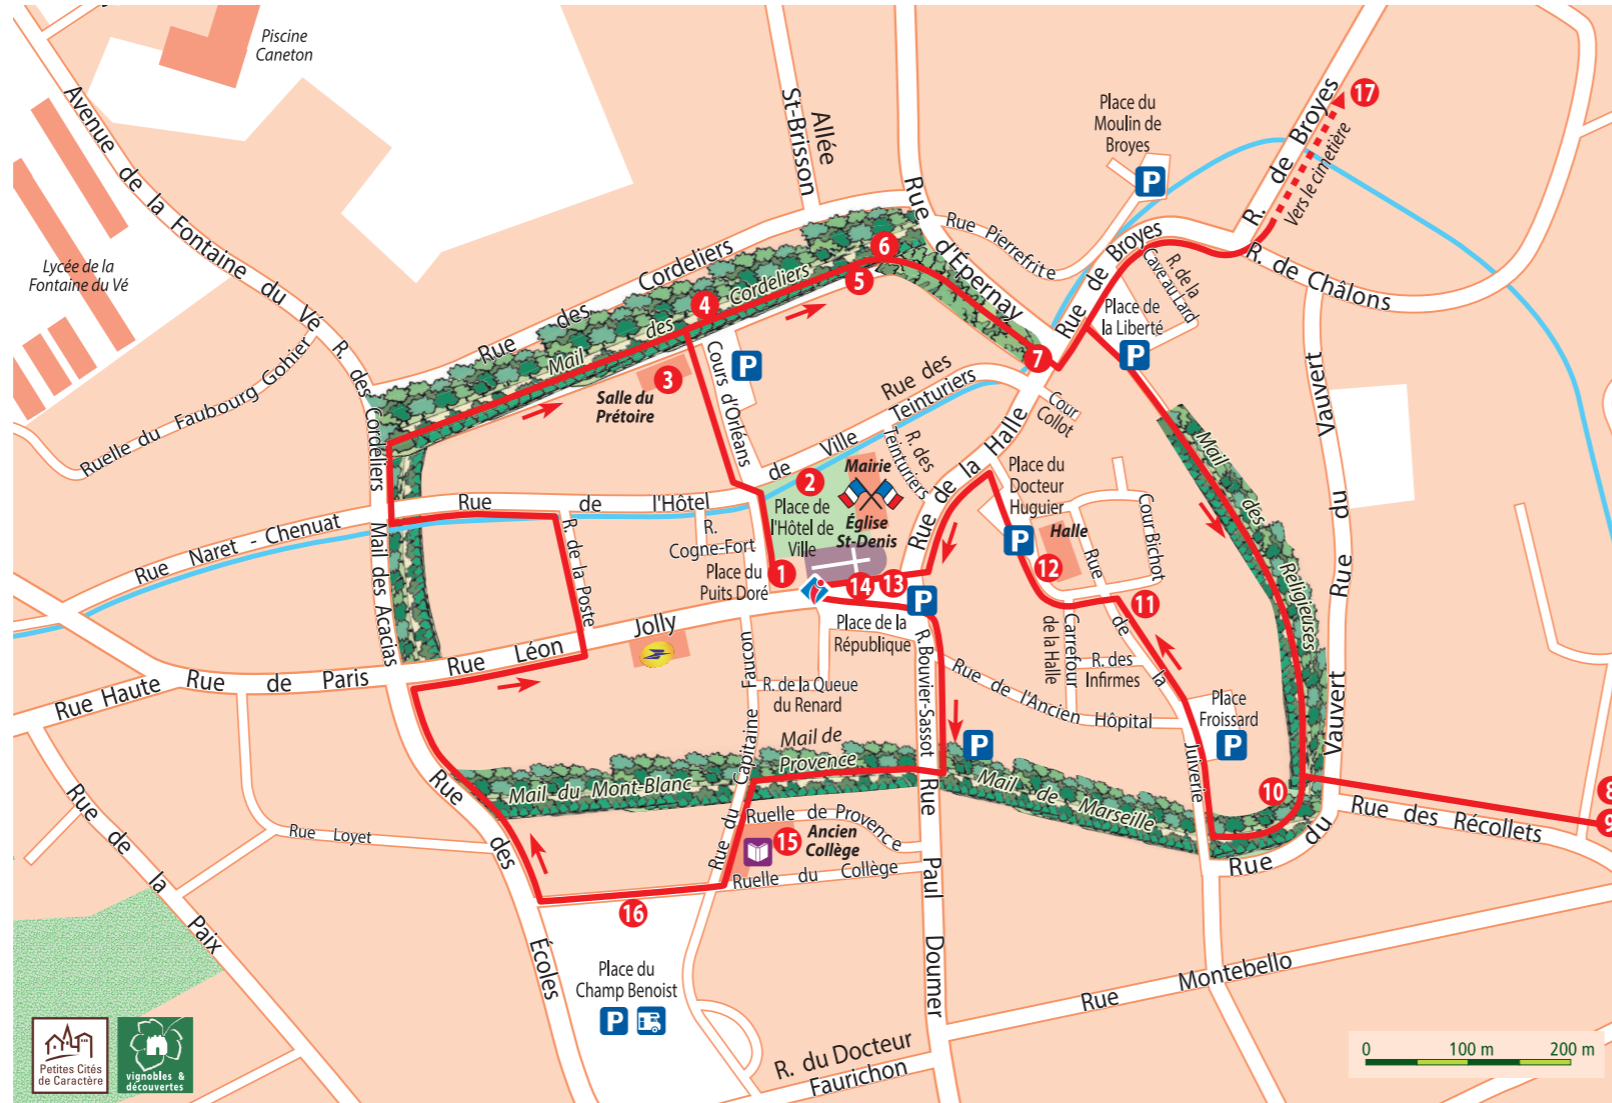 Piscine
Caneton
Avenue de la Fontaine du Vé
Lycée de la
Fontaine du Vé
Allée
St-Brisson
Place du
Moulin de
Broyes
P
R. de Broyes
17
Vers le cimetière
Rue d'Épernay
Rue Pierrefrite
Rue de Broyes
R. de la
Cave au Lard
R. de Châlons
Rue des Cordeliers
Mail des Cordeliers
4
5
6
7
Place de
la Liberté
P
Ruelle du Faubourg Gohier
R. des Cordeliers
Salle du
Prétoire
3
Cours d'Orléans
P
Rue des
Teinturiers
Cour
Collot
Rue du Vauvert
Mail des Religieuses
Rue Naret - Chenuat
Rue de l'Hôtel de Ville
R. des
Teinturiers
Rue de la Halle
2
Mairie
Place de
l'Hôtel de
Ville
Église
St-Denis
Place du
Docteur
Huguier
P
Halle
12
Cour Bichot
Mail des Acacias
R. de la Poste
R.
Cogne-Fort
Place du
Puits Doré
1
14
13
P
11
Rue de la Juiverie
Carrefour
de la Halle
R. des
Infirmes
Rue Haute
Rue de Paris
Rue Léon Jolly
Place de la
République
R. Bouvier-Sassot
Rue de l'Ancien Hôpital
Place
Froissard
P
R. de la Queue
du Renard
Rue du Capitaine Faucon
Mail de
Provence
Mail du Mont-Blanc
P
Mail de Marseille
10
8
9
Rue des Récollets
Rue du Vauvert
Rue de la Paix
Rue Loyet
Rue des Écoles
Ruelle de Provence
15
Ancien
Collège
Ruelle du Collège
16
Rue Paul Doumer
Place du
Champ Benoist
P
Rue Montebello
R. du Docteur
Faurichon
Petites Cités
de Caractère
vignobles &
découvertes
0 100 m 200 m